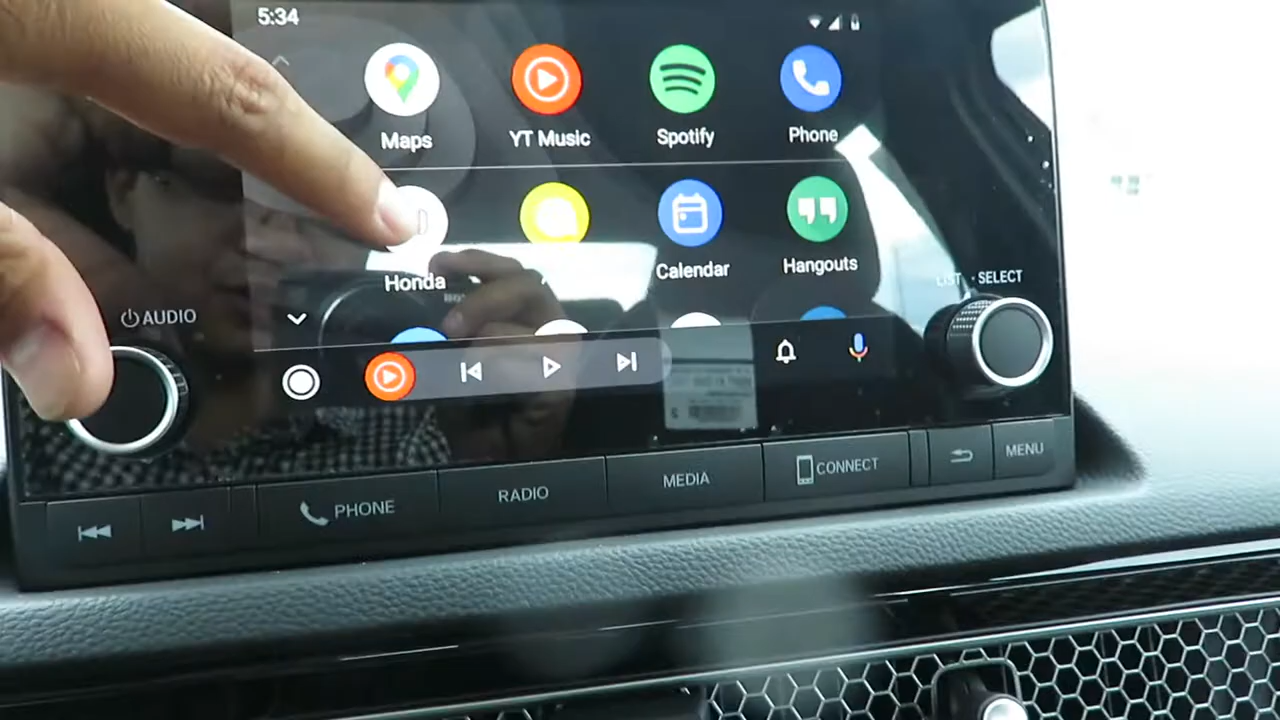 5:34
Maps
YT Music
Spotify
Phone
Honda
Calendar
Hangouts
LIST · SELECT
AUDIO
PHONE
RADIO
MEDIA
CONNECT
MENU